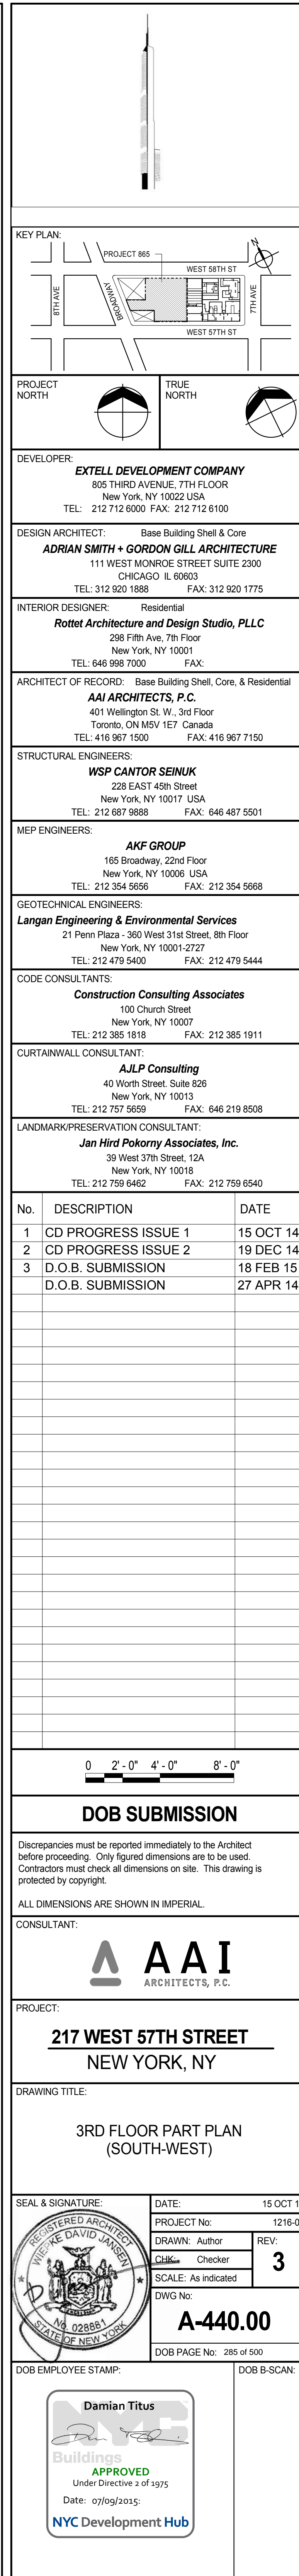 KEY PLAN:
N
PROJECT 865
WEST 58TH ST
8TH AVE
BROADWAY
7TH AVE
WEST 57TH ST
PROJECT
NORTH
TRUE
NORTH
DEVELOPER:
EXTELL DEVELOPMENT COMPANY
805 THIRD AVENUE, 7TH FLOOR
New York, NY 10022 USA
TEL: 212 712 6000 FAX: 212 712 6100
DESIGN ARCHITECT: Base Building Shell & Core
ADRIAN SMITH + GORDON GILL ARCHITECTURE
111 WEST MONROE STREET SUITE 2300
CHICAGO IL 60603
TEL: 312 920 1888 FAX: 312 920 1775
INTERIOR DESIGNER: Residential
Rottet Architecture and Design Studio, PLLC
298 Fifth Ave, 7th Floor
New York, NY 10001
TEL: 646 998 7000 FAX:
ARCHITECT OF RECORD: Base Building Shell, Core, & Residential
AAI ARCHITECTS, P.C.
401 Wellington St. W., 3rd Floor
Toronto, ON M5V 1E7 Canada
TEL: 416 967 1500 FAX: 416 967 7150
STRUCTURAL ENGINEERS:
WSP CANTOR SEINUK
228 EAST 45th Street
New York, NY 10017 USA
TEL: 212 687 9888 FAX: 646 487 5501
MEP ENGINEERS:
AKF GROUP
165 Broadway, 22nd Floor
New York, NY 10006 USA
TEL: 212 354 5656 FAX: 212 354 5668
GEOTECHNICAL ENGINEERS:
Langan Engineering & Environmental Services
21 Penn Plaza - 360 West 31st Street, 8th Floor
New York, NY 10001-2727
TEL: 212 479 5400 FAX: 212 479 5444
CODE CONSULTANTS:
Construction Consulting Associates
100 Church Street
New York, NY 10007
TEL: 212 385 1818 FAX: 212 385 1911
CURTAINWALL CONSULTANT:
AJLP Consulting
40 Worth Street. Suite 826
New York, NY 10013
TEL: 212 757 5659 FAX: 646 219 8508
LANDMARK/PRESERVATION CONSULTANT:
Jan Hird Pokorny Associates, Inc.
39 West 37th Street, 12A
New York, NY 10018
TEL: 212 759 6462 FAX: 212 759 6540
No. DESCRIPTION DATE
1 CD PROGRESS ISSUE 1 15 OCT 14
2 CD PROGRESS ISSUE 2 19 DEC 14
3 D.O.B. SUBMISSION 18 FEB 15
D.O.B. SUBMISSION 27 APR 14
0 2' - 0" 4' - 0" 8' - 0"
DOB SUBMISSION
Discrepancies must be reported immediately to the Architect
before proceeding. Only figured dimensions are to be used.
Contractors must check all dimensions on site. This drawing is
protected by copyright.
ALL DIMENSIONS ARE SHOWN IN IMPERIAL.
CONSULTANT:
AAI
ARCHITECTS, P.C.
PROJECT:
217 WEST 57TH STREET
NEW YORK, NY
DRAWING TITLE:
3RD FLOOR PART PLAN
(SOUTH-WEST)
SEAL & SIGNATURE:
REGISTERED ARCHITECT
DAVID JANSEN
No. 028881
STATE OF NEW YORK
DATE: 15 OCT 1
PROJECT No: 1216-0
DRAWN: Author
REV:
CHK: Checker
3
SCALE: As indicated
DWG No:
A-440.00
DOB PAGE No: 285 of 500
DOB EMPLOYEE STAMP:
DOB B-SCAN:
NYC
Damian Titus
Buildings
APPROVED
Under Directive 2 of 1975
Date: 07/09/2015:
NYC Development Hub